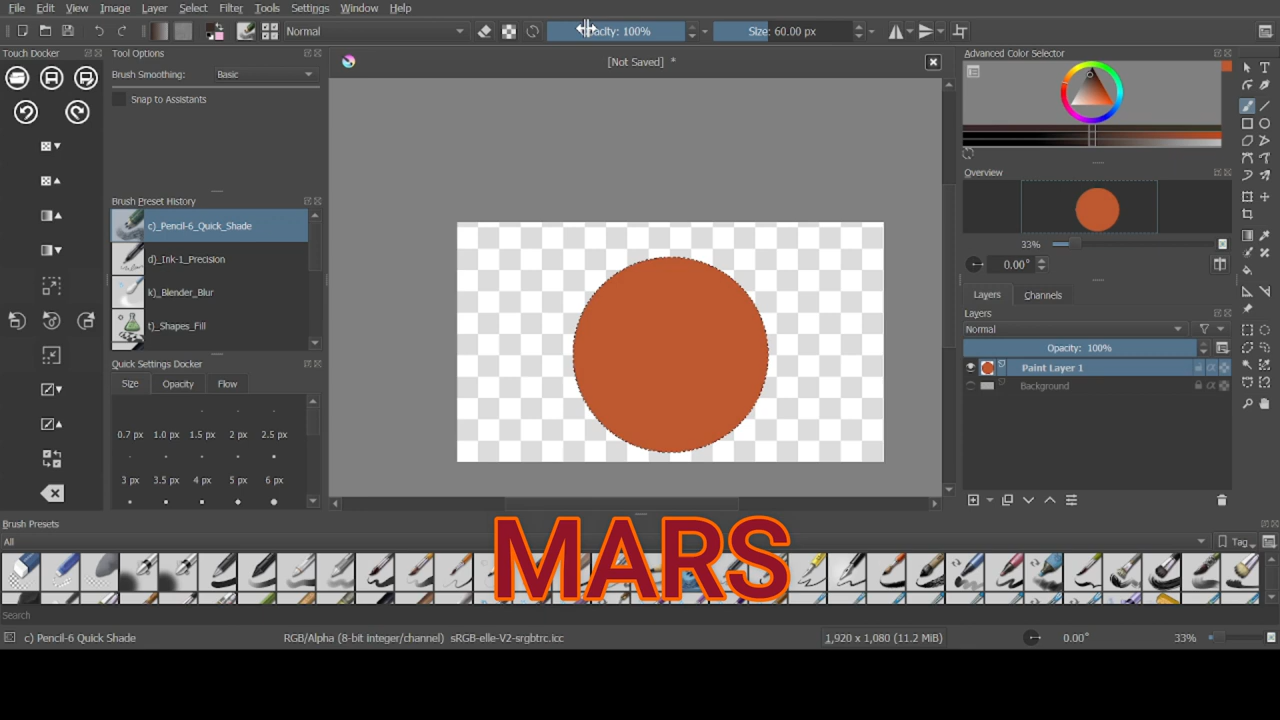 File Edit View Image Layer Select Filter Tools Settings Window Help
Normal
Opacity: 100%
Size: 60.00 px
Touch Docker
Tool Options
Brush Smoothing: Basic
Snap to Assistants
Brush Preset History
c)_Pencil-6_Quick_Shade
d)_Ink-1_Precision
k)_Blender_Blur
t)_Shapes_Fill
Quick Settings Docker
Size Opacity Flow
0.7 px 1.0 px 1.5 px 2 px 2.5 px
3 px 3.5 px 4 px 5 px 6 px
[Not Saved] *
Advanced Color Selector
Overview
33%
0.00°
Layers Channels
Layers
Normal
Opacity: 100%
Paint Layer 1
Background
Brush Presets
All
Tag
MARS
Search
c) Pencil-6 Quick Shade
RGB/Alpha (8-bit integer/channel) sRGB-elle-V2-srgbtrc.icc
1,920 x 1,080 (11.2 MiB)
0.00°
33%